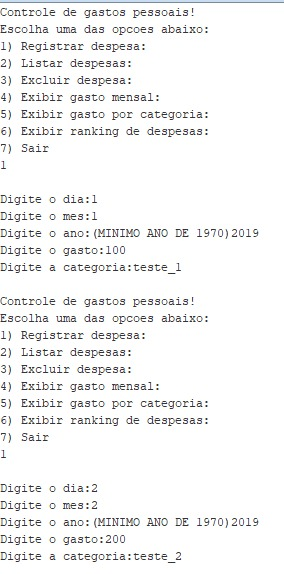 Controle de gastos pessoais!
Escolha uma das opcoes abaixo:
1) Registrar despesa:
2) Listar despesas:
3) Excluir despesa:
4) Exibir gasto mensal:
5) Exibir gasto por categoria:
6) Exibir ranking de despesas:
7) Sair
1
Digite o dia:1
Digite o mes:1
Digite o ano:(MINIMO ANO DE 1970)2019
Digite o gasto:100
Digite a categoria:teste_1
Controle de gastos pessoais!
Escolha uma das opcoes abaixo:
1) Registrar despesa:
2) Listar despesas:
3) Excluir despesa:
4) Exibir gasto mensal:
5) Exibir gasto por categoria:
6) Exibir ranking de despesas:
7) Sair
1
Digite o dia:2
Digite o mes:2
Digite o ano:(MINIMO ANO DE 1970)2019
Digite o gasto:200
Digite a categoria:teste_2